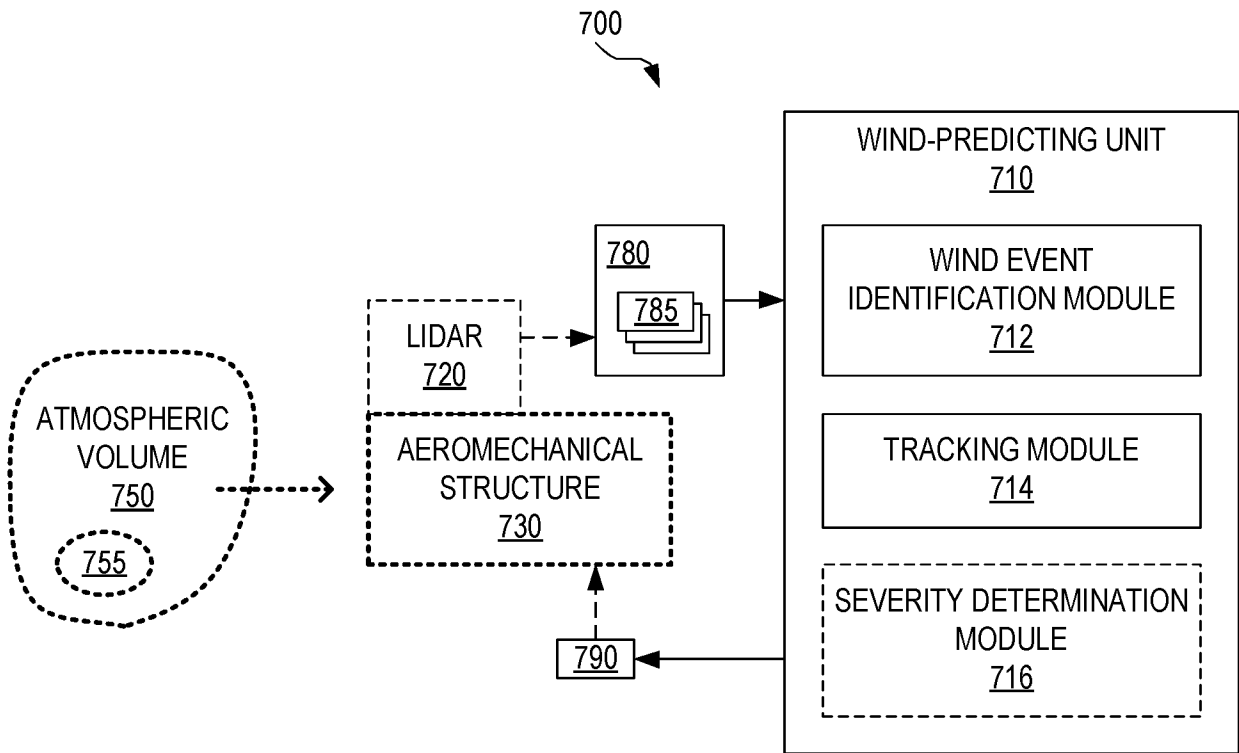 700
WIND-PREDICTING UNIT
710
780
785
WIND EVENT
IDENTIFICATION MODULE
712
LIDAR
720
ATMOSPHERIC
VOLUME
750
755
AEROMECHANICAL
STRUCTURE
730
TRACKING MODULE
714
790
SEVERITY DETERMINATION
MODULE
716